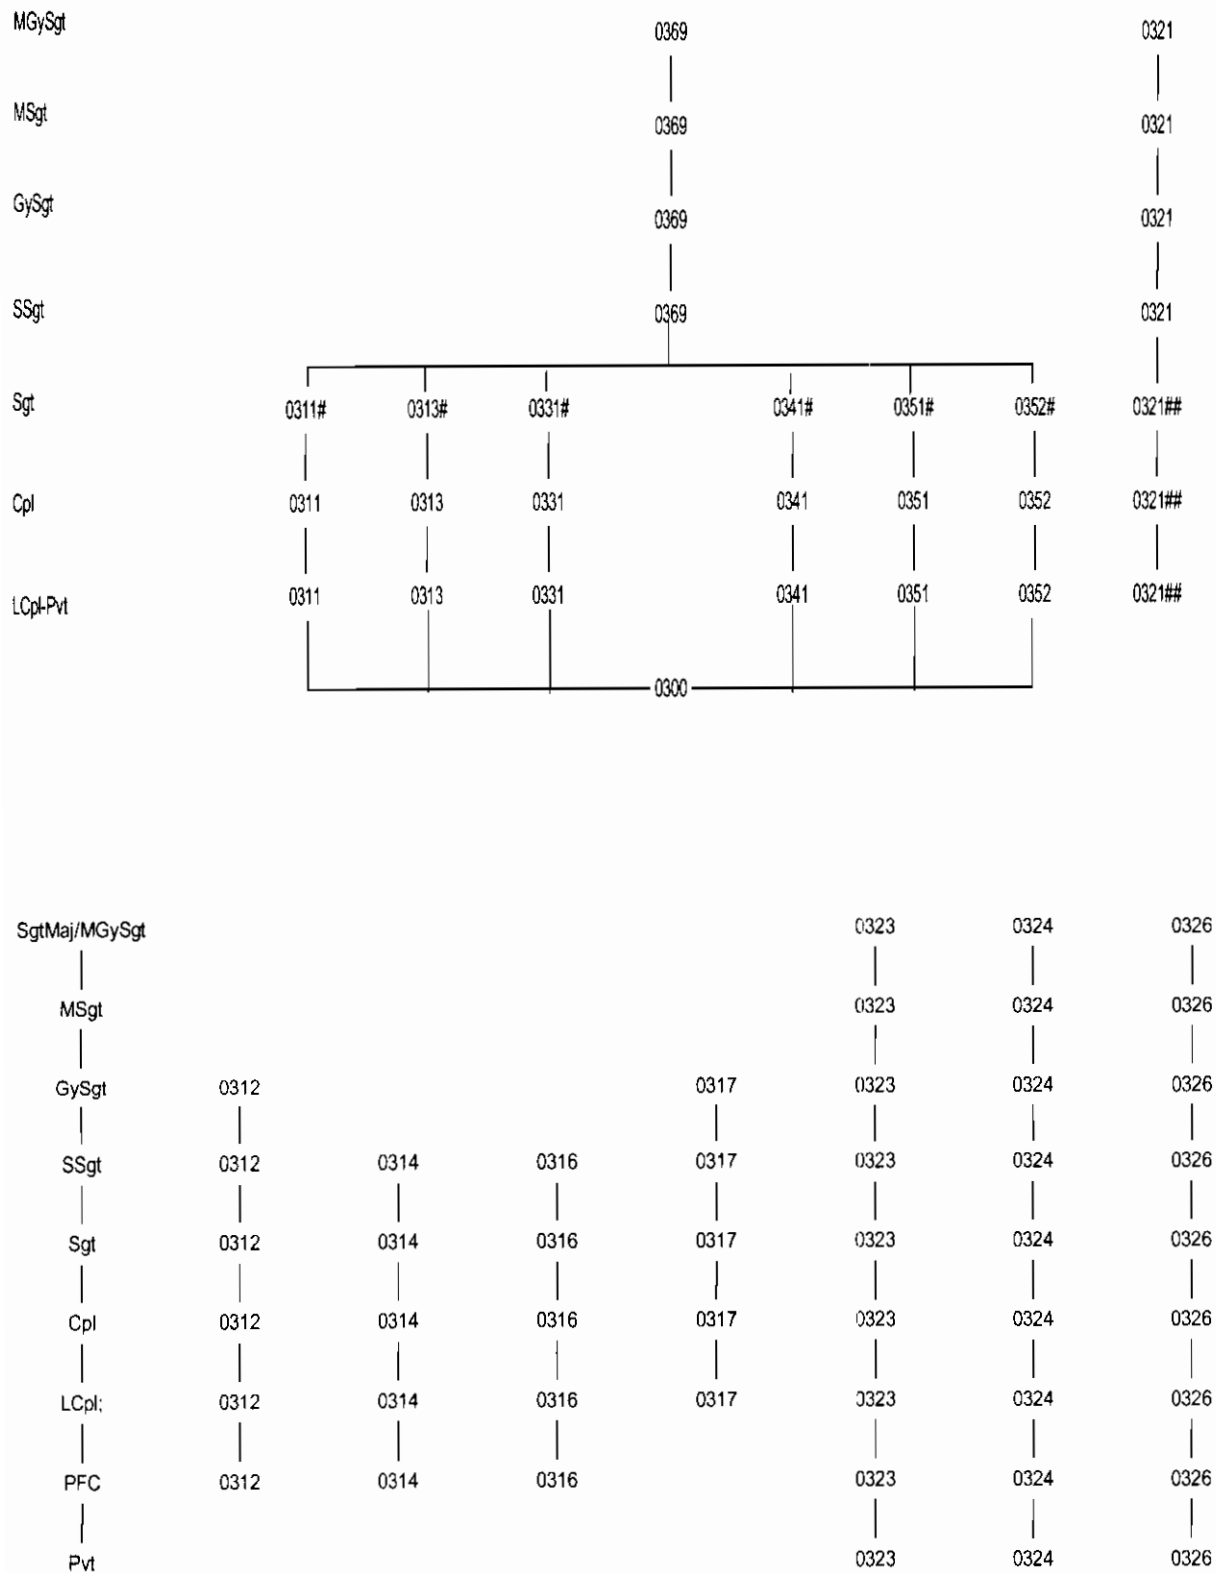 MGySgt 0369 0321
MSgt 0369 0321
GySgt 0369 0321
SSgt 0369 0321
Sgt 0311# 0313# 0331# 0341# 0351# 0352# 0321##
Cpl 0311 0313 0331 0341 0351 0352 0321##
LCpl-Pvt 0311 0313 0331 0341 0351 0352 0321##
0300
SgtMaj/MGySgt 0323 0324 0326
MSgt 0323 0324 0326
GySgt 0312 0317 0323 0324 0326
SSgt 0312 0314 0316 0317 0323 0324 0326
Sgt 0312 0314 0316 0317 0323 0324 0326
Cpl 0312 0314 0316 0317 0323 0324 0326
LCpl; 0312 0314 0316 0317 0323 0324 0326
PFC 0312 0314 0316 0323 0324 0326
Pvt 0323 0324 0326